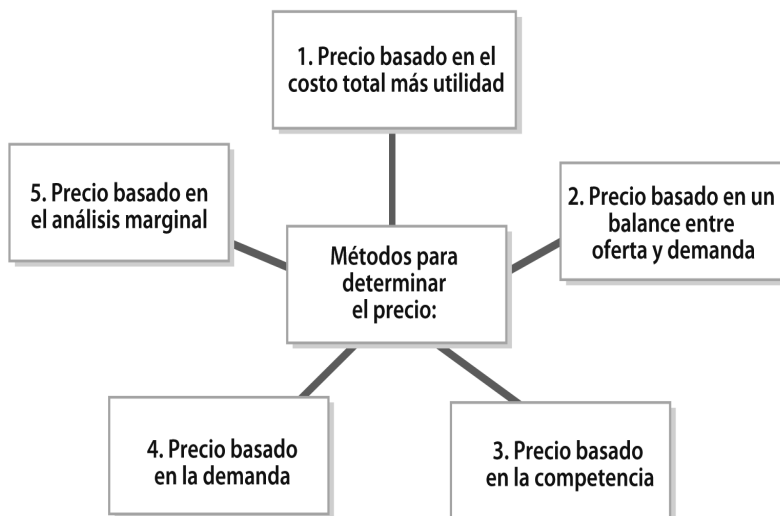 1. Precio basado en el
costo total más utilidad
5. Precio basado en
el análisis marginal
2. Precio basado en un
balance entre
oferta y demanda
Métodos para
determinar
el precio:
4. Precio basado
en la demanda
3. Precio basado
en la competencia